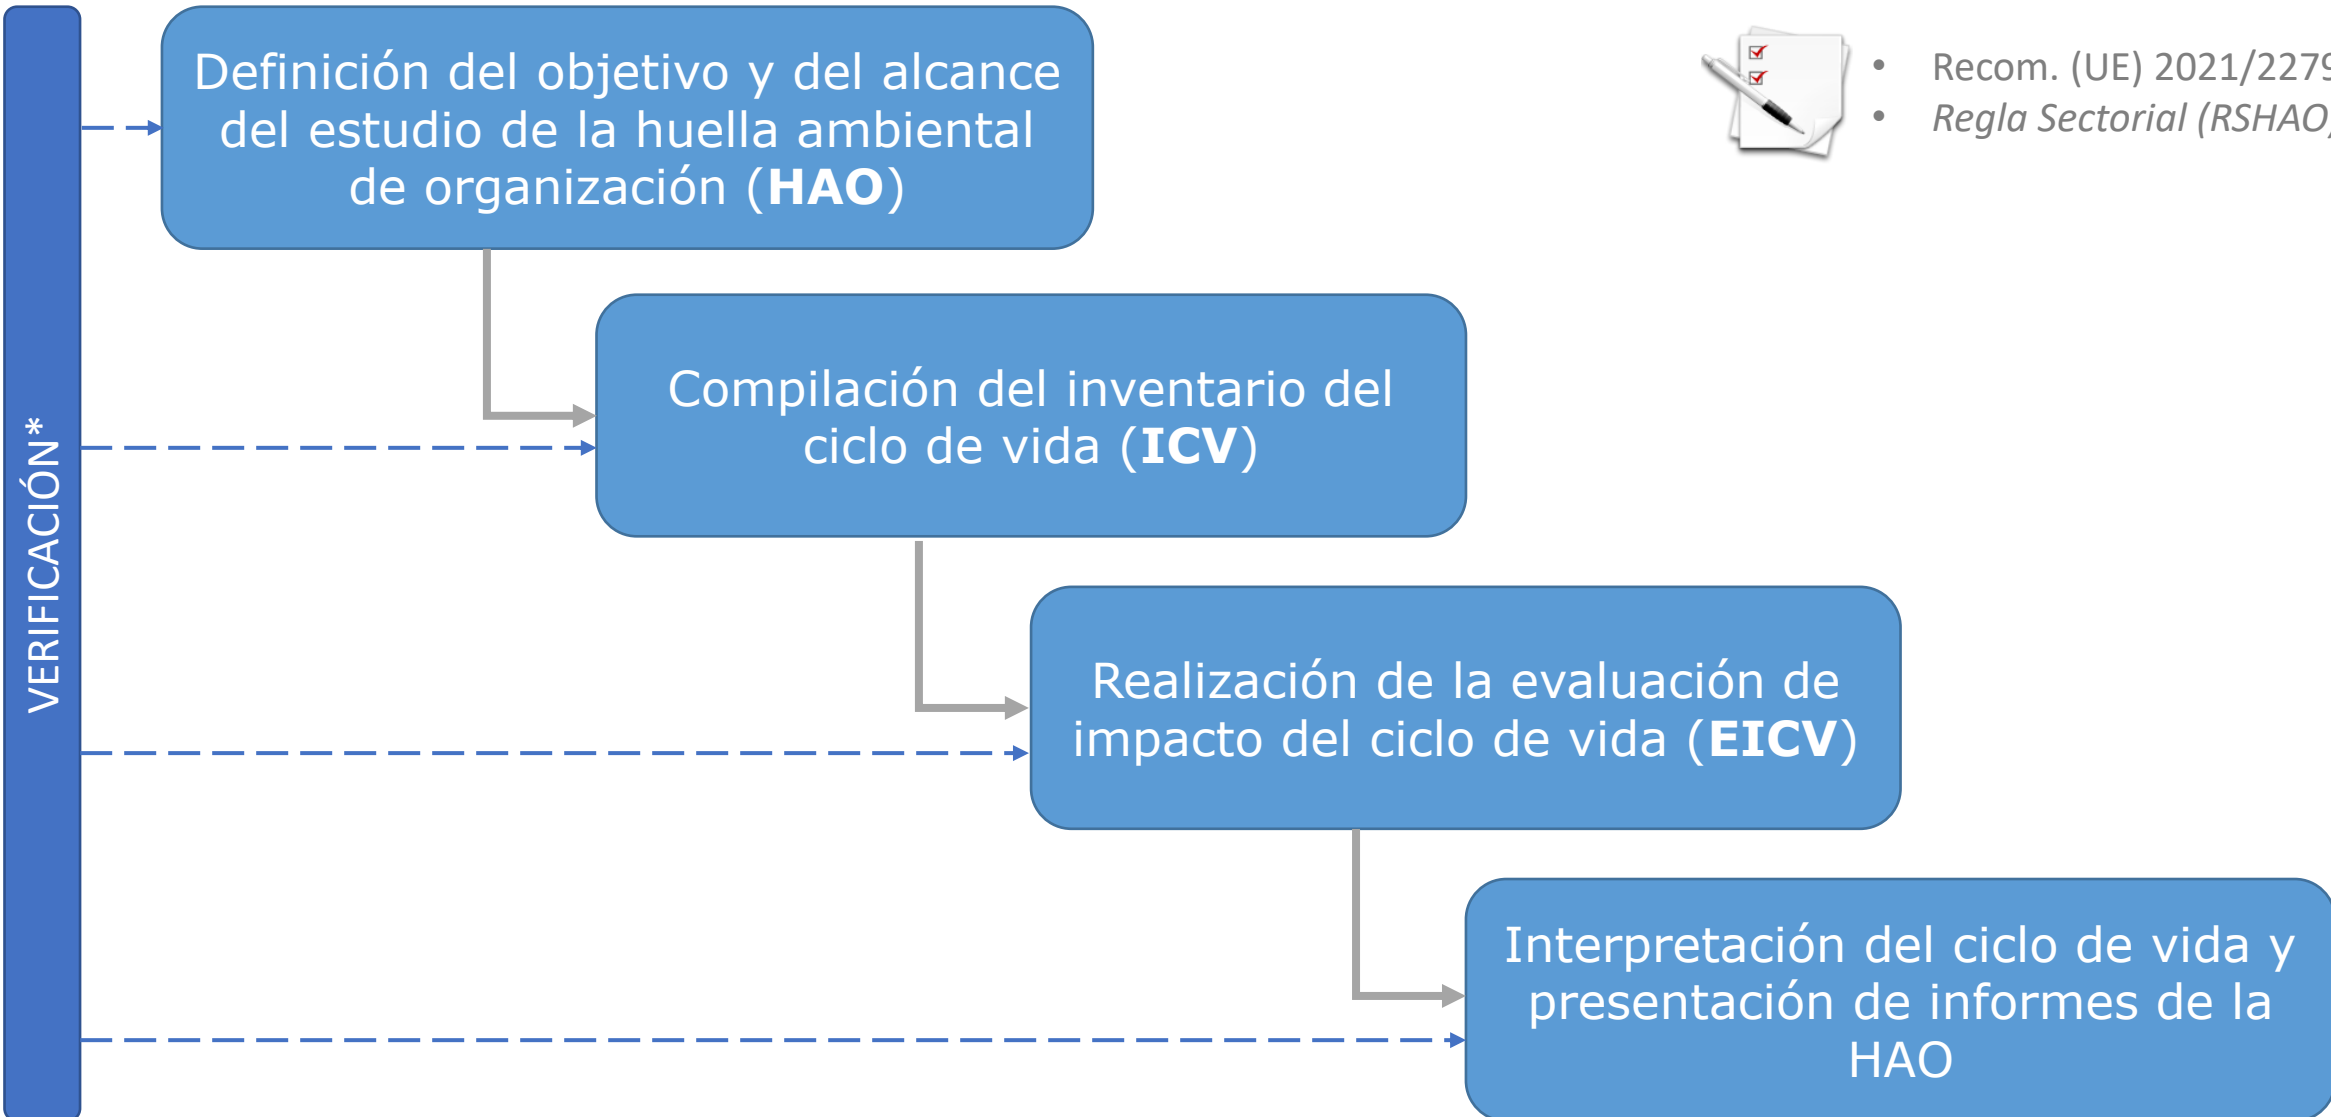 VERIFICACIÓN*
Definición del objetivo y del alcance
del estudio de la huella ambiental
de organización (HAO)
• Recom. (UE) 2021/2279
• Regla Sectorial (RSHAO)
Compilación del inventario del
ciclo de vida (ICV)
Realización de la evaluación de
impacto del ciclo de vida (EICV)
Interpretación del ciclo de vida y
presentación de informes de la
HAO